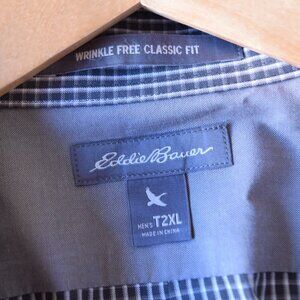 WRINKLE FREE CLASSIC FIT
Eddie Bauer
MEN'S T2XL
MADE IN CHINA